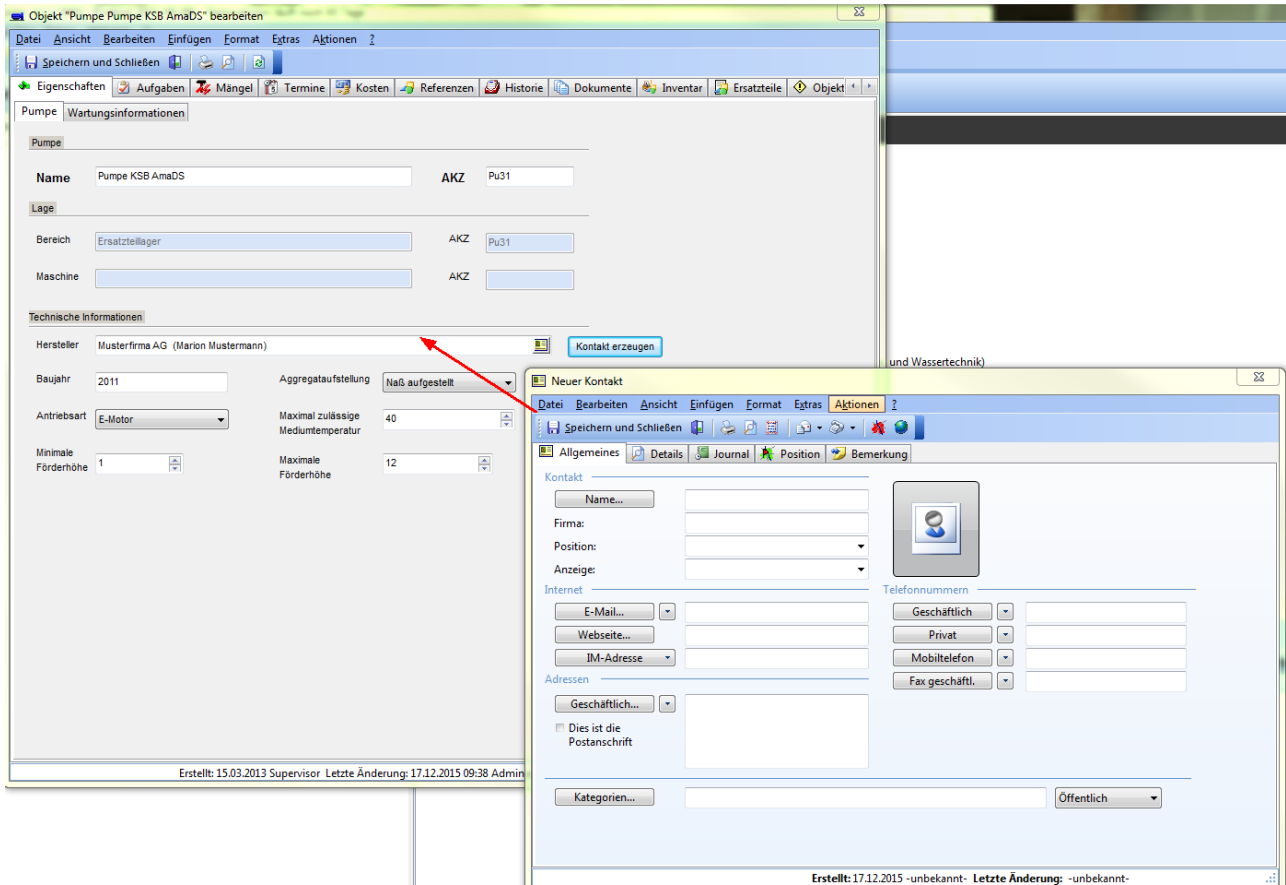 Objekt "Pumpe Pumpe KSB AmaDS" bearbeiten
Datei Ansicht Bearbeiten Einfügen Format Extras Aktionen ?
Speichern und Schließen
Eigenschaften Aufgaben Mängel Termine Kosten Referenzen Historie Dokumente Inventar Ersatzteile Objekt
Pumpe Wartungsinformationen
Pumpe
Name Pumpe KSB AmaDS AKZ Pu31
Lage
Bereich Ersatzteillager AKZ Pu31
Maschine AKZ
Technische Informationen
Hersteller Musterfirma AG (Marion Mustermann) Kontakt erzeugen
und Wassertechnik)
Baujahr 2011 Aggregataufstellung Naß aufgestellt
Antriebsart E-Motor Maximal zulässige Mediumtemperatur 40
Minimale Förderhöhe 1 Maximale Förderhöhe 12
Erstellt: 15.03.2013 Supervisor Letzte Änderung: 17.12.2015 09:38 Admin
Neuer Kontakt
Datei Bearbeiten Ansicht Einfügen Format Extras Aktionen ?
Speichern und Schließen
Allgemeines Details Journal Position Bemerkung
Kontakt
Name...
Firma:
Position:
Anzeige:
Internet Telefonnummern
E-Mail... Geschäftlich
Webseite... Privat
IM-Adresse Mobiltelefon
Adressen Fax geschäftl.
Geschäftlich...
Dies ist die
Postanschrift
Kategorien... Öffentlich
Erstellt: 17.12.2015 -unbekannt- Letzte Änderung: -unbekannt-